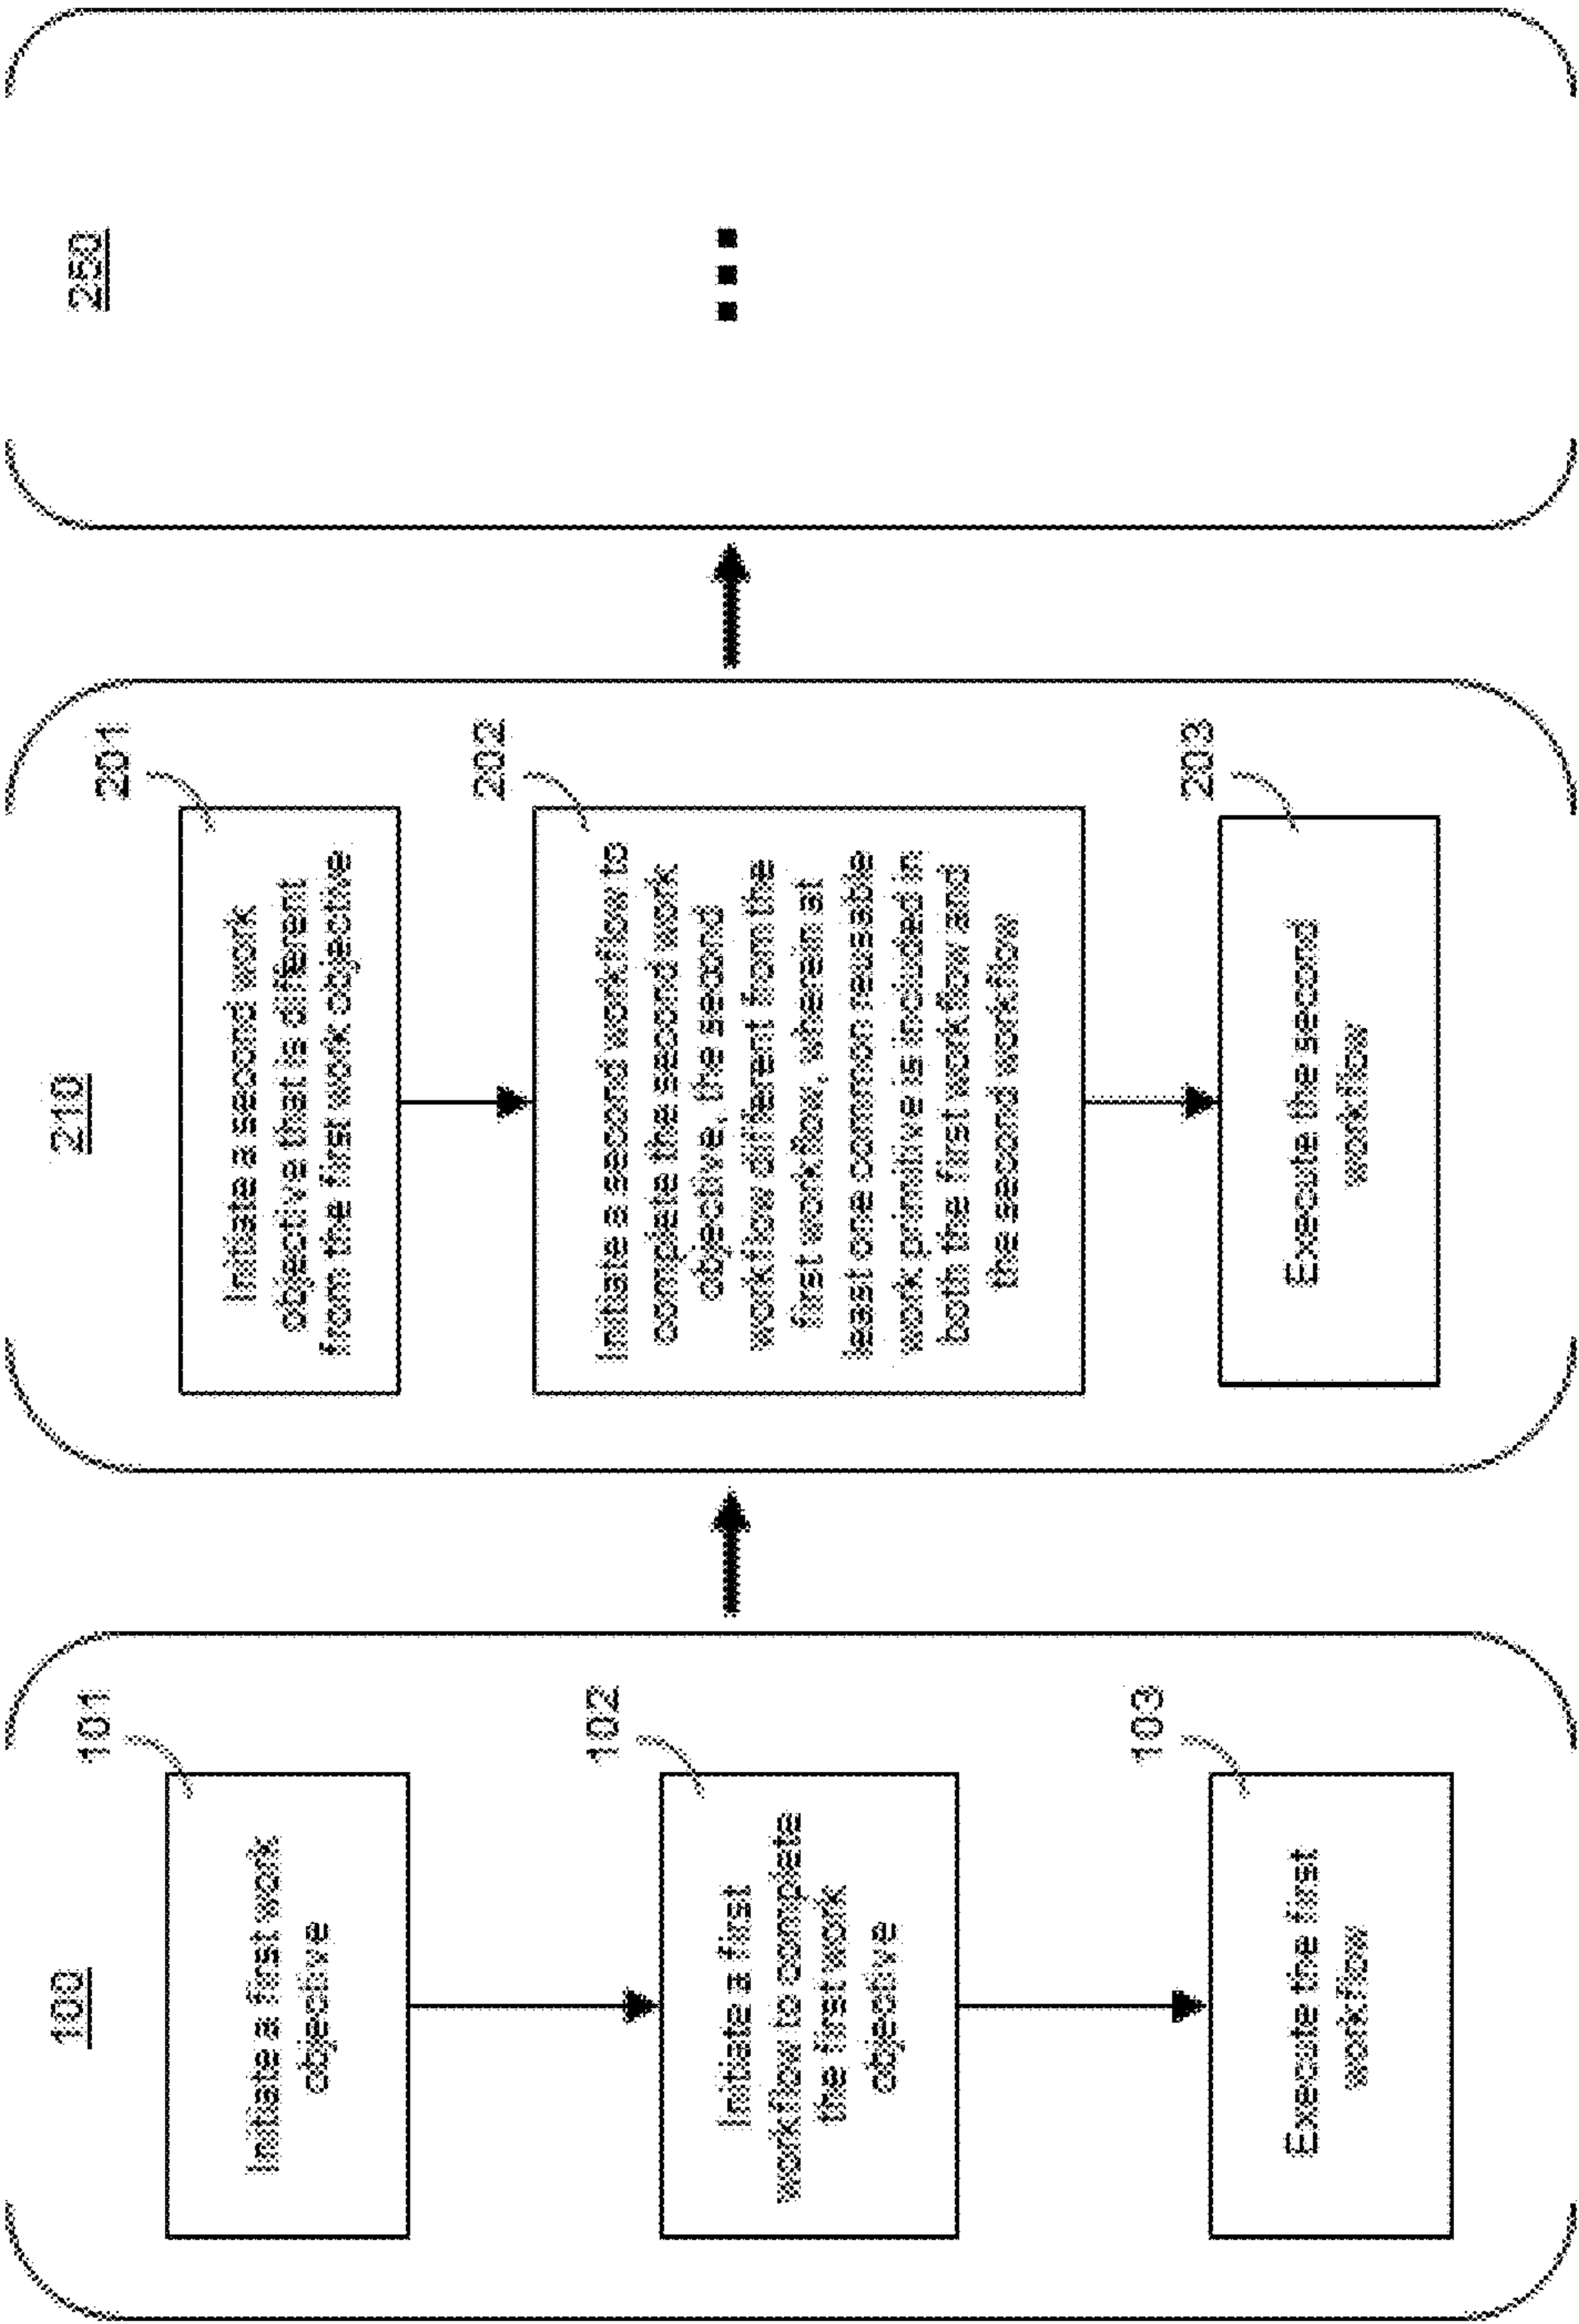 100
101
Initiate a first work
objective
102
Initiate a first
workflow to complete
the first work
objective
103
Execute the first
workflow
210
201
Initiate a second work
objective that is different
from the first work objective
202
Initiate a second workflow to
complete the second work
objective, the second
workflow different from the
first workflow, wherein at
least one common reusable
work primitive is included in
both the first workflow and
the second workflow
203
Execute the second
workflow
250